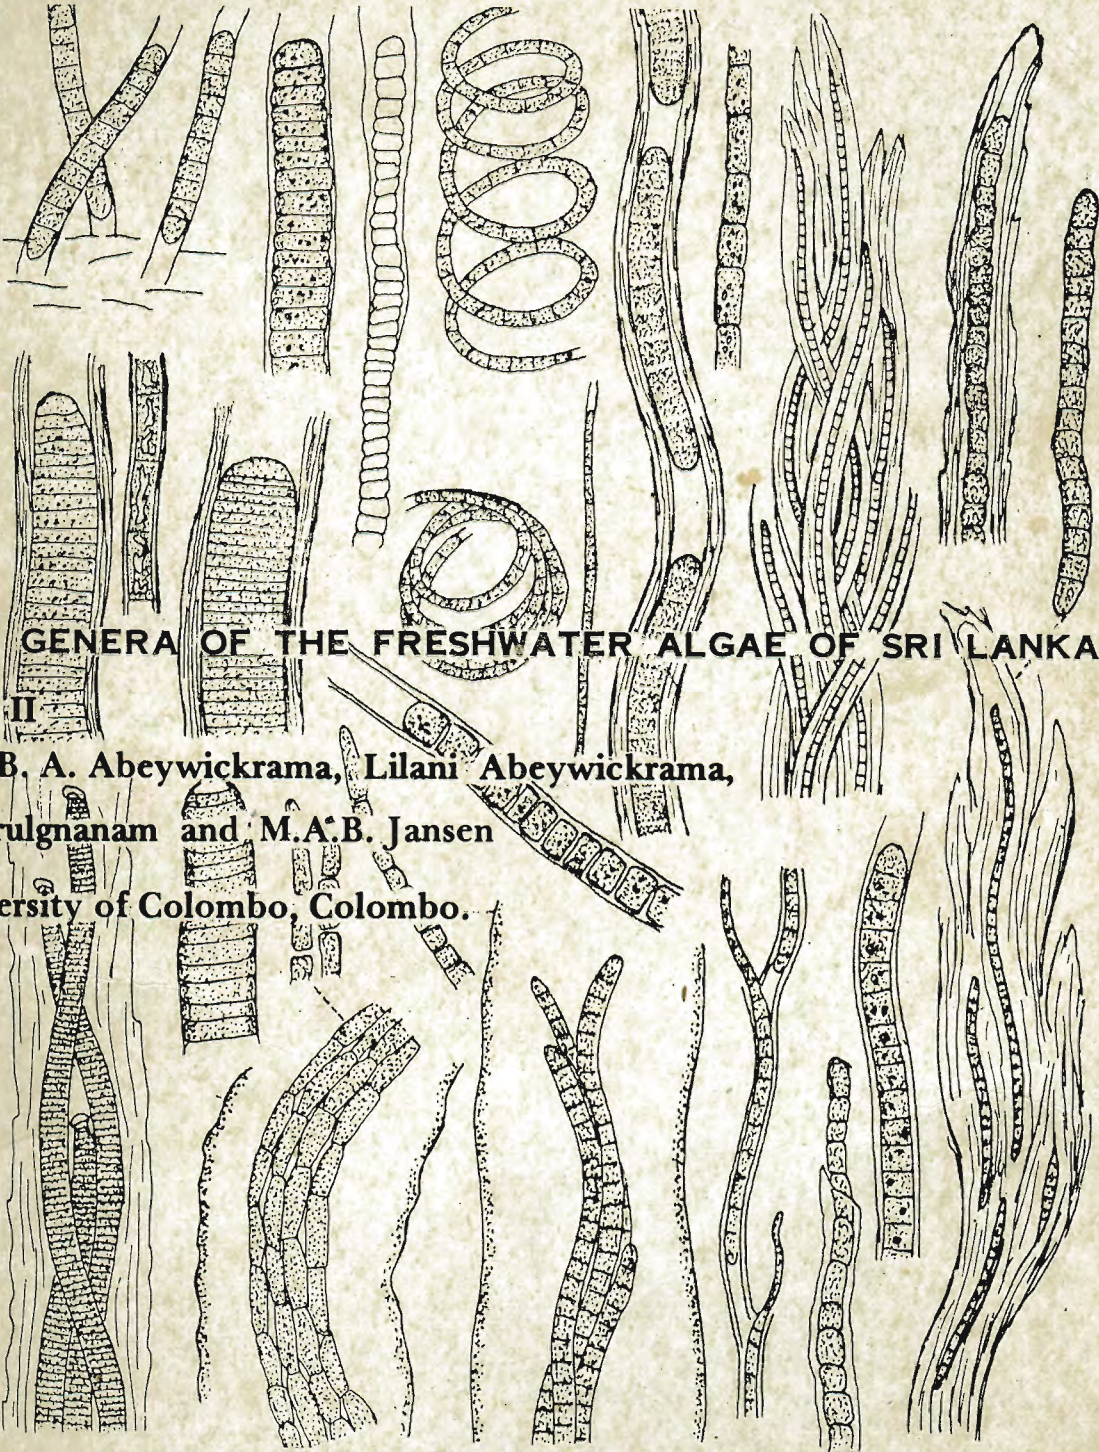 GENERA OF THE FRESHWATER ALGAE OF SRI LANKA
II
B. A. Abeywickrama, Lilani Abeywickrama,
rulgnanam and M.A.B. Jansen
ersity of Colombo, Colombo.